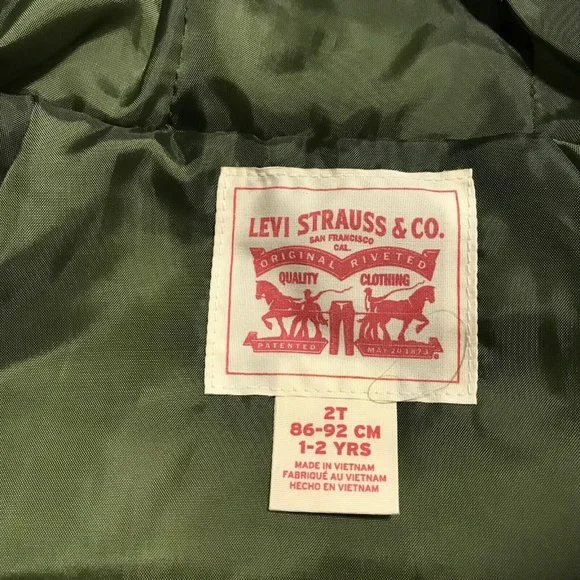 LEVI STRAUSS & CO.
SAN FRANCISCO
CAL.
ORIGINAL RIVETED
QUALITY CLOTHING
PATENTED MAY 20 1873
2T
86-92 CM
1-2 YRS
MADE IN VIETNAM
FABRIQUÉ AU VIETNAM
HECHO EN VIETNAM